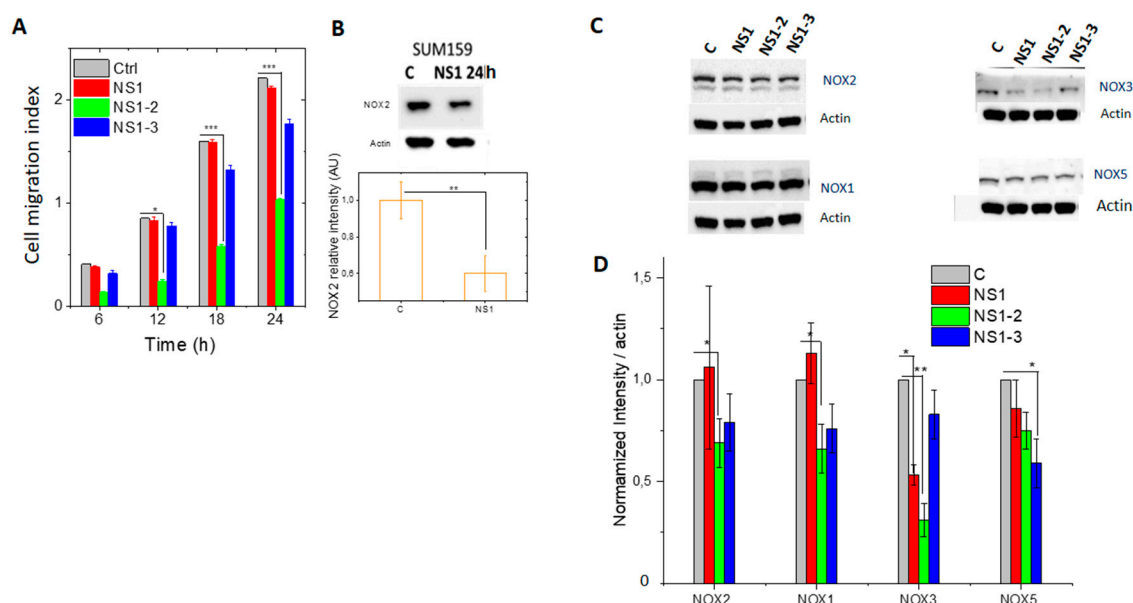 A
Ctrl
NS1
NS1-2
NS1-3
Cell migration index
2
1
0
6 12 18 24
Time (h)
*
***
***
B
SUM159
C NS1 24h
NOX2
Actin
NOX2 relative intensity (AU)
1,0
0,8
0,6
**
C NS1
C
C NS1 NS1-2 NS1-3
NOX2
Actin
NOX1
Actin
C NS1 NS1-2 NS1-3
NOX3
Actin
NOX5
Actin
D
C
NS1
NS1-2
NS1-3
Normamized Intensity / actin
1,5
1,0
0,5
0
*
*
*
**
*
NOX2 NOX1 NOX3 NOX5